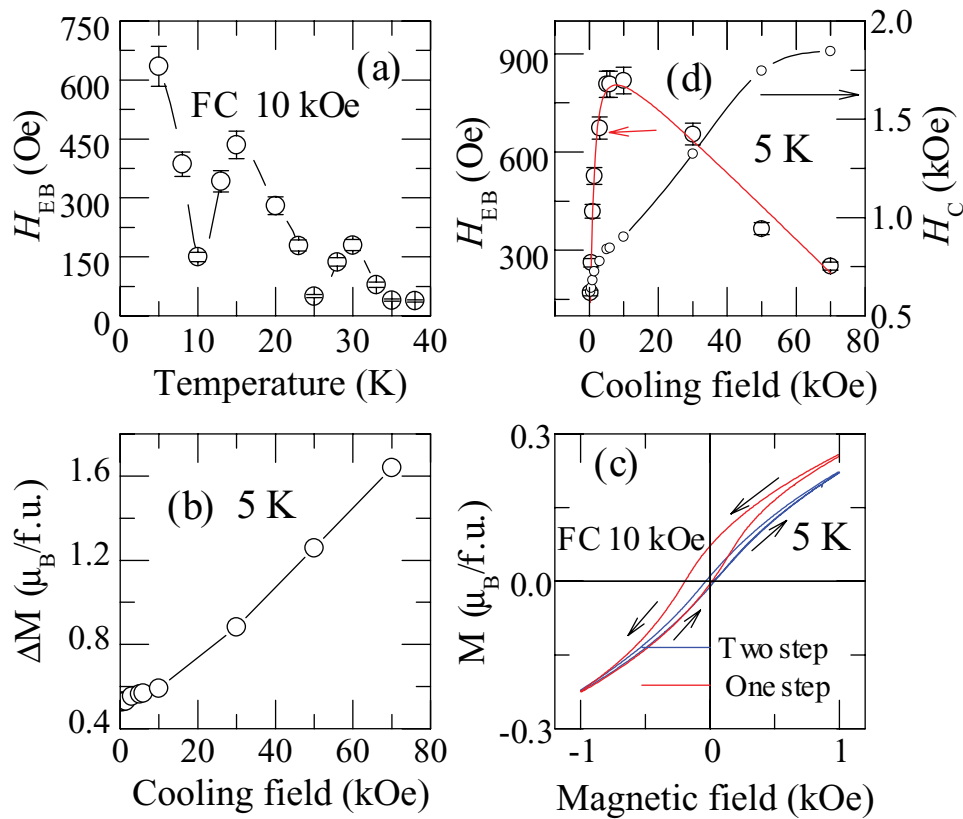 750
600
450
300
150
0
H_EB (Oe)
(a)
FC 10 kOe
0 10 20 30 40
Temperature (K)
900
600
300
H_EB (Oe)
(d)
5 K
2.0
1.5
1.0
0.5
H_C (kOe)
0 20 40 60 80
Cooling field (kOe)
1.6
1.2
0.8
0.4
ΔM (μ_B/f.u.)
(b) 5 K
0 20 40 60 80
Cooling field (kOe)
0.3
0.0
-0.3
M (μ_B/f.u.)
(c)
FC 10 kOe
5 K
Two step
One step
-1 0 1
Magnetic field (kOe)